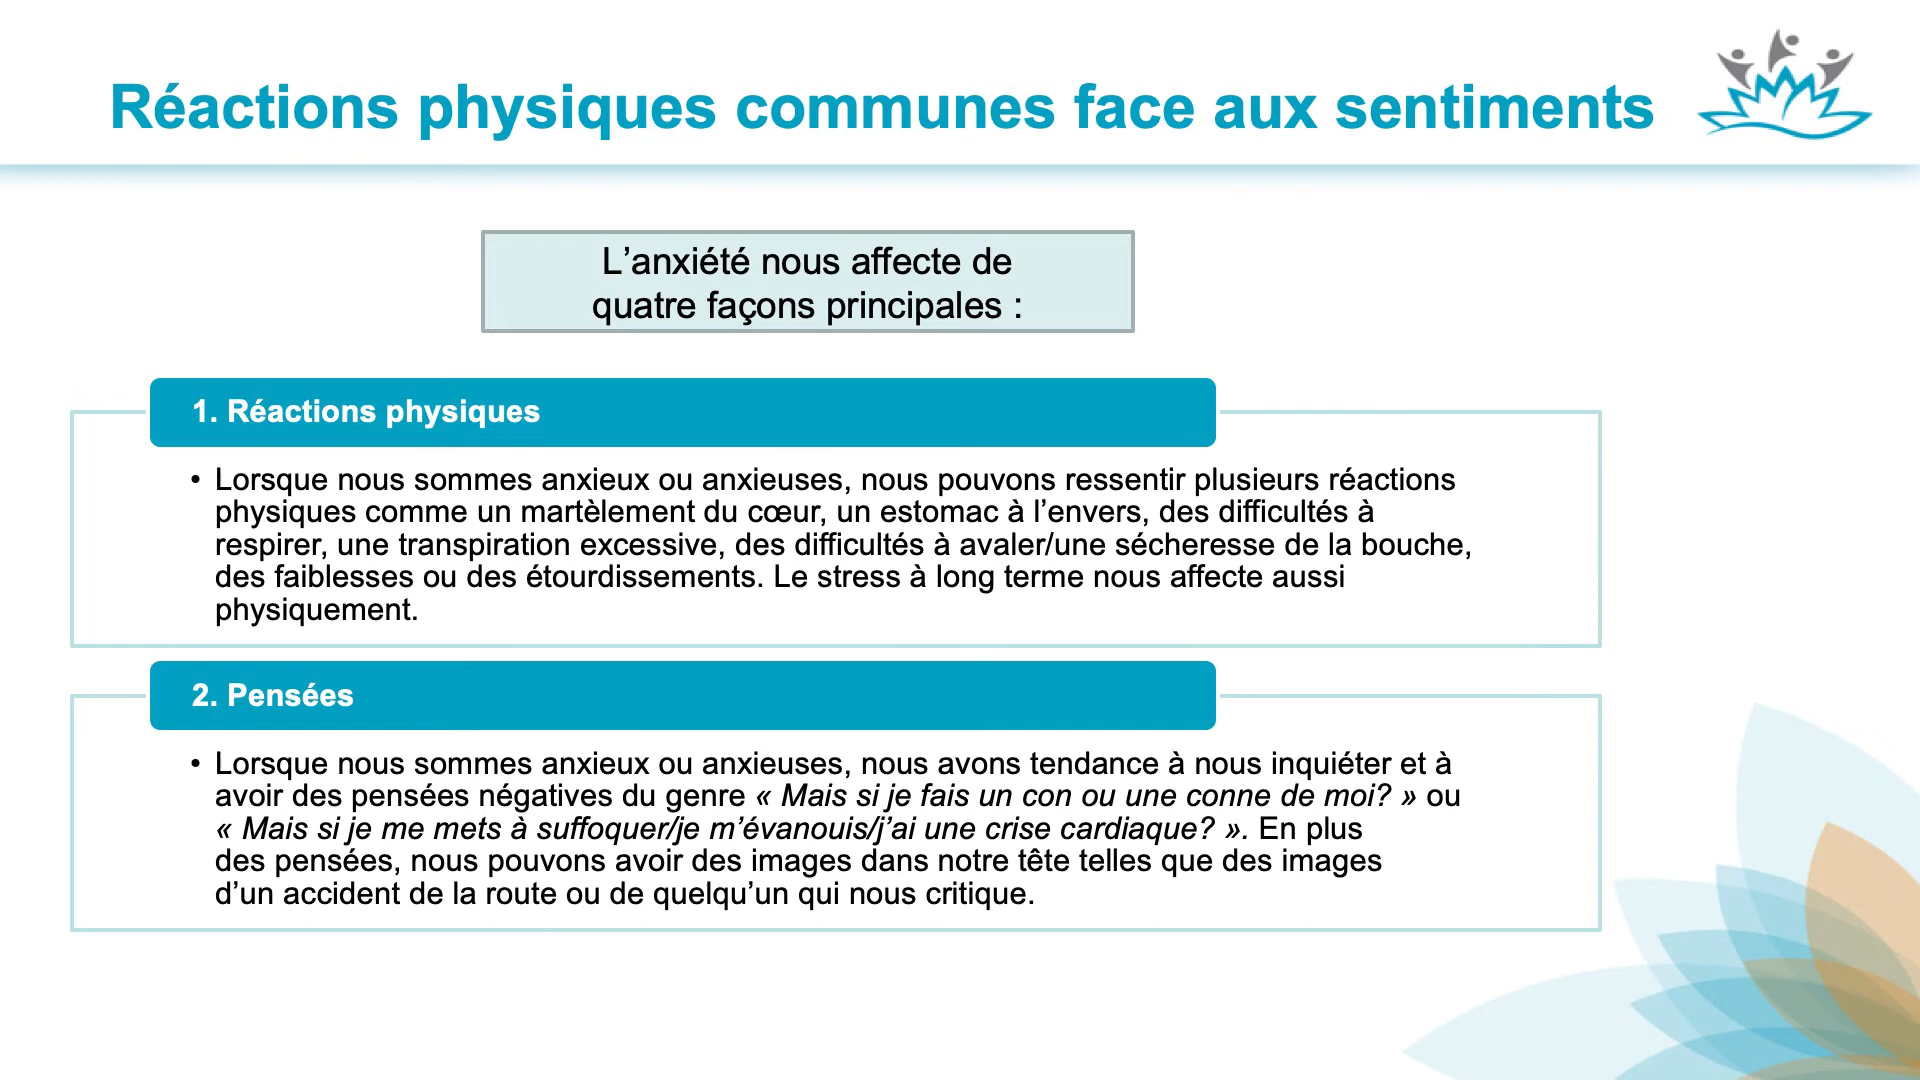 Réactions physiques communes face aux sentiments
L’anxiété nous affecte de
quatre façons principales :
1. Réactions physiques
• Lorsque nous sommes anxieux ou anxieuses, nous pouvons ressentir plusieurs réactions
physiques comme un martèlement du cœur, un estomac à l’envers, des difficultés à
respirer, une transpiration excessive, des difficultés à avaler/une sécheresse de la bouche,
des faiblesses ou des étourdissements. Le stress à long terme nous affecte aussi
physiquement.
2. Pensées
• Lorsque nous sommes anxieux ou anxieuses, nous avons tendance à nous inquiéter et à
avoir des pensées négatives du genre « Mais si je fais un con ou une conne de moi? » ou
« Mais si je me mets à suffoquer/je m’évanouis/j’ai une crise cardiaque? ». En plus
des pensées, nous pouvons avoir des images dans notre tête telles que des images
d’un accident de la route ou de quelqu’un qui nous critique.